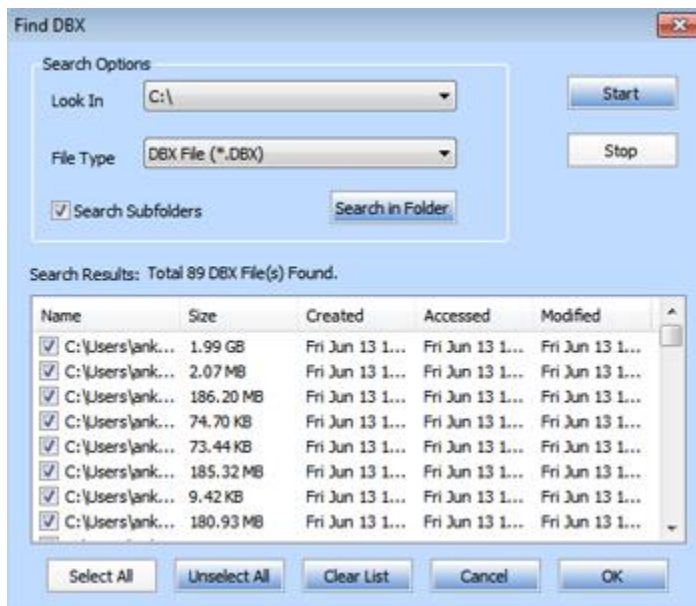 Find DBX
Search Options
Look In C:\
Start
File Type DBX File (*.DBX)
Stop
Search Subfolders Search in Folder
Search Results: Total 89 DBX File(s) Found.
Name Size Created Accessed Modified
C:\Users\ank... 1.99 GB Fri Jun 13 1... Fri Jun 13 1... Fri Jun 13 1...
C:\Users\ank... 2.07 MB Fri Jun 13 1... Fri Jun 13 1... Fri Jun 13 1...
C:\Users\ank... 186.20 MB Fri Jun 13 1... Fri Jun 13 1... Fri Jun 13 1...
C:\Users\ank... 74.70 KB Fri Jun 13 1... Fri Jun 13 1... Fri Jun 13 1...
C:\Users\ank... 73.44 KB Fri Jun 13 1... Fri Jun 13 1... Fri Jun 13 1...
C:\Users\ank... 185.32 MB Fri Jun 13 1... Fri Jun 13 1... Fri Jun 13 1...
C:\Users\ank... 9.42 KB Fri Jun 13 1... Fri Jun 13 1... Fri Jun 13 1...
C:\Users\ank... 180.93 MB Fri Jun 13 1... Fri Jun 13 1... Fri Jun 13 1...
Select All Unselect All Clear List Cancel OK